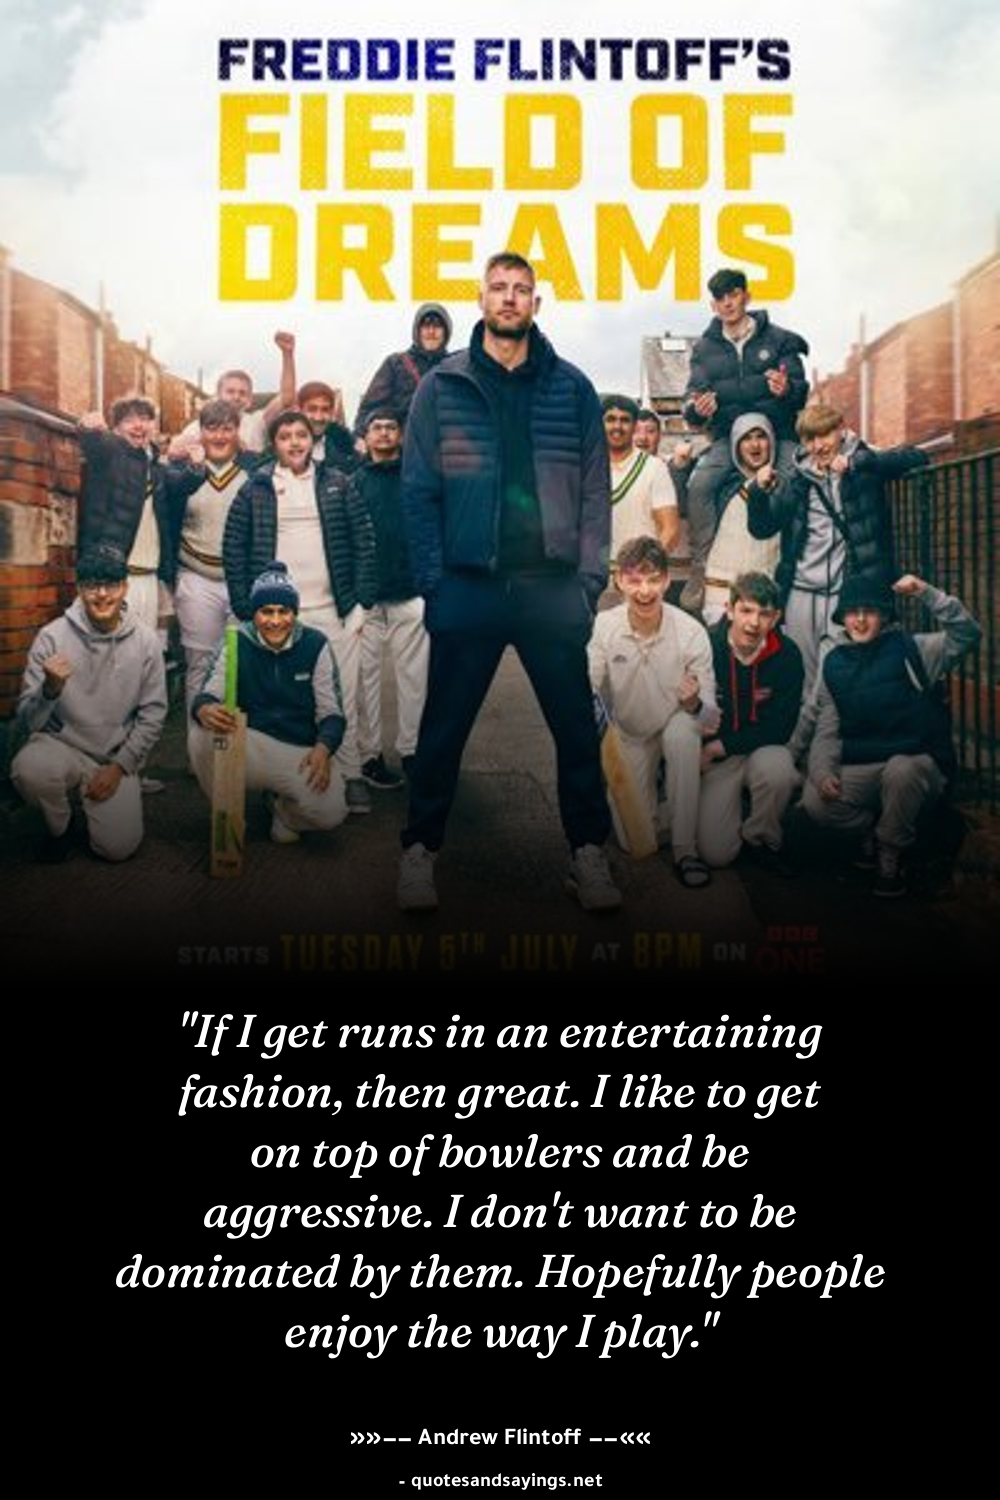 FREDDIE FLINTOFF'S
FIELD OF
DREAMS
STARTS TUESDAY 5TH JULY AT 8PM ON BBC ONE
"If I get runs in an entertaining
fashion, then great. I like to get
on top of bowlers and be
aggressive. I don't want to be
dominated by them. Hopefully people
enjoy the way I play."
»»-- Andrew Flintoff --««
- quotesandsayings.net